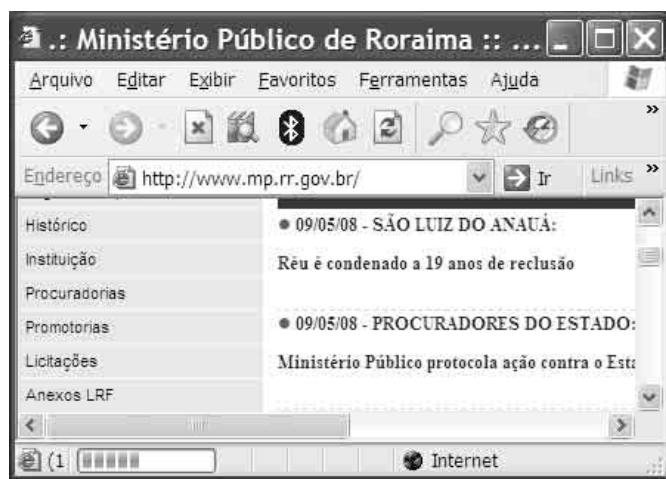 .: Ministério Público de Roraima :: ...
Arquivo Editar Exibir Favoritos Ferramentas Ajuda
»
Endereço http://www.mp.rr.gov.br/ Ir Links »
Histórico
Instituição
Procuradorias
Promotorias
Licitações
Anexos LRF
09/05/08 - SÃO LUIZ DO ANAUÁ:
Réu é condenado a 19 anos de reclusão
09/05/08 - PROCURADORES DO ESTADO:
Ministério Público protocola ação contra o Esta
(1 Internet